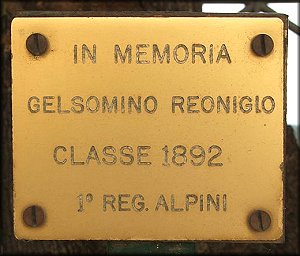 IN MEMORIA
GELSOMINO REONIGIO
CLASSE 1892
1° REG. ALPINI